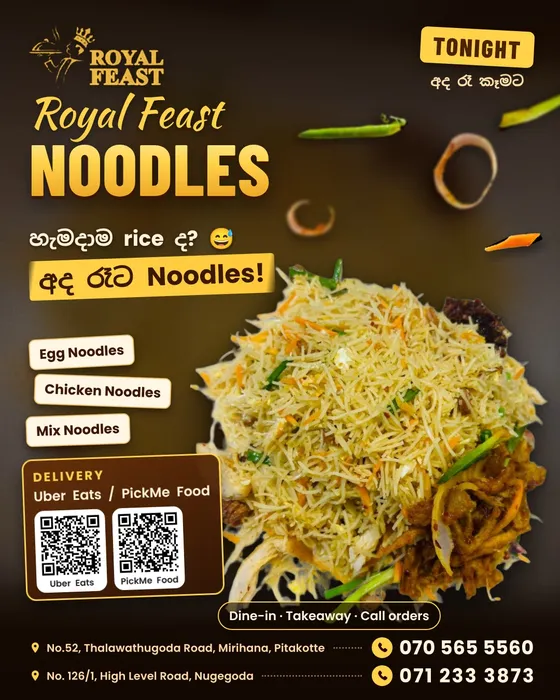 ROYAL
FEAST
TONIGHT
අද රෑ කෑමට
Royal Feast
NOODLES
හැමදාම rice ද? 😅
අද රෑට Noodles!
Egg Noodles
Chicken Noodles
Mix Noodles
DELIVERY
Uber Eats / PickMe Food
Uber Eats
PickMe Food
Dine-in · Takeaway · Call orders
No.52, Thalawathugoda Road, Mirihana, Pitakotte
070 565 5560
No. 126/1, High Level Road, Nugegoda
071 233 3873